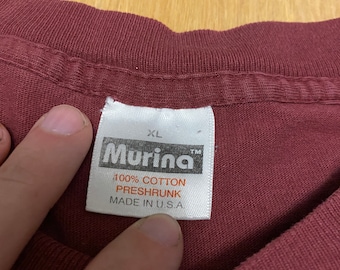 XL
Murina™
100% COTTON
PRESHRUNK
MADE IN U.S.A